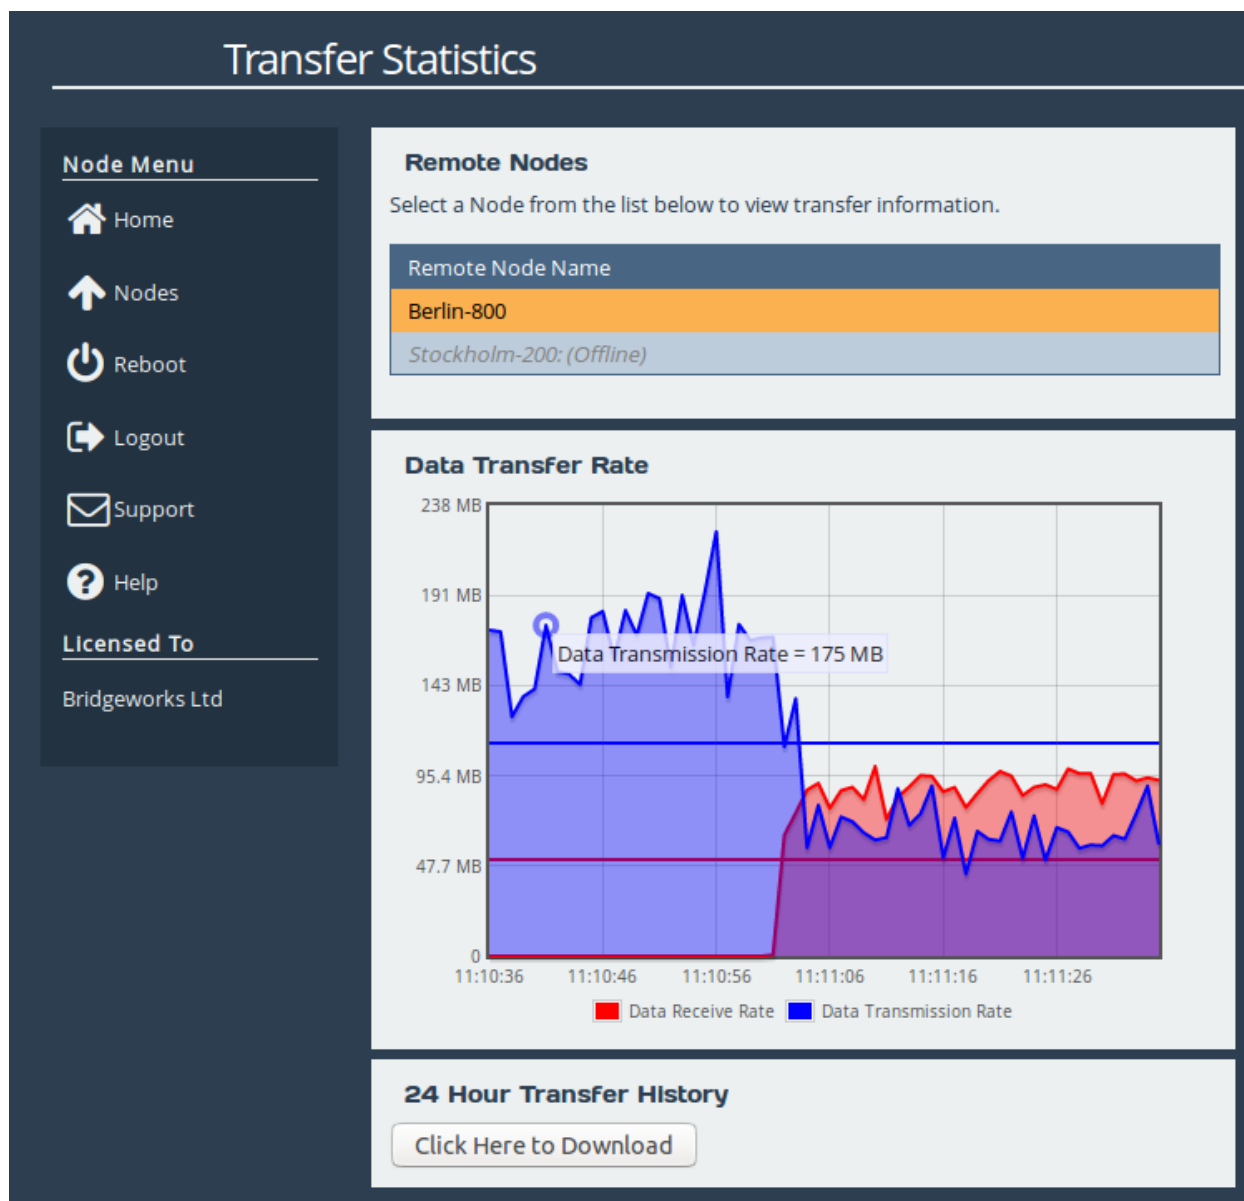 Transfer Statistics
Node Menu
Home
Nodes
Reboot
Logout
Support
Help
Licensed To
Bridgeworks Ltd
Remote Nodes
Select a Node from the list below to view transfer information.
Remote Node Name
Berlin-800
Stockholm-200: (Offline)
Data Transfer Rate
238 MB
191 MB
143 MB
95.4 MB
47.7 MB
0
Data Transmission Rate = 175 MB
11:10:36 11:10:46 11:10:56 11:11:06 11:11:16 11:11:26
Data Receive Rate Data Transmission Rate
24 Hour Transfer History
Click Here to Download